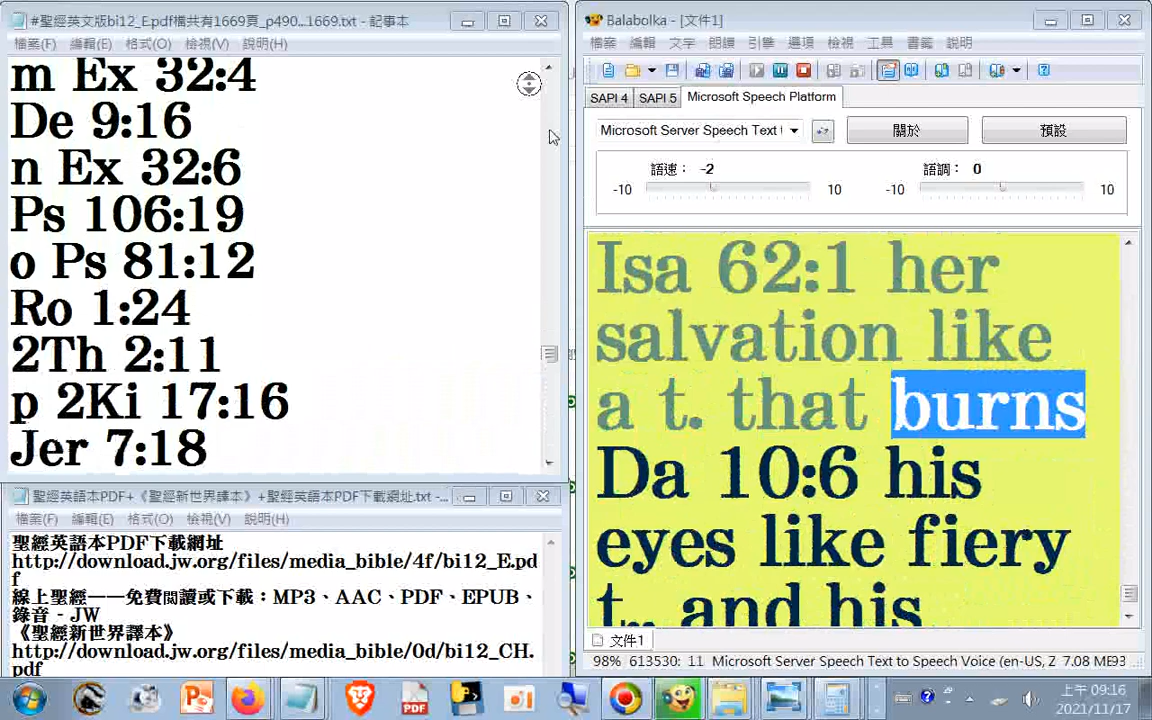 #聖經英文版bi12_E.pdf檔共有1669頁_p490...1669.txt - 記事本
檔案(F) 編輯(E) 格式(O) 檢視(V) 說明(H)
m Ex 32:4
De 9:16
n Ex 32:6
Ps 106:19
o Ps 81:12
Ro 1:24
2Th 2:11
p 2Ki 17:16
Jer 7:18
聖經英語本PDF+《聖經新世界譯本》+聖經英語本PDF下載網址.txt -...
檔案(F) 編輯(E) 格式(O) 檢視(V) 說明(H)
聖經英語本PDF下載網址
http://download.jw.org/files/media_bible/4f/bi12_E.pd
f
線上聖經——免費閱讀或下載：MP3、AAC、PDF、EPUB、
錄音 - JW
《聖經新世界譯本》
http://download.jw.org/files/media_bible/0d/bi12_CH.
pdf
Balabolka - [文件1]
檔案 編輯 文字 朗讀 引擎 選項 檢視 工具 書籤 說明
SAPI 4 SAPI 5 Microsoft Speech Platform
Microsoft Server Speech Text 關於 預設
語速： -2 語調： 0
-10 10 -10 10
Isa 62:1 her
salvation like
a t. that burns
Da 10:6 his
eyes like fiery
t., and his
文件1
98% 613530: 11 Microsoft Server Speech Text to Speech Voice (en-US, Z 7.08 ME93
PDF
上午 09:16
2021/11/17